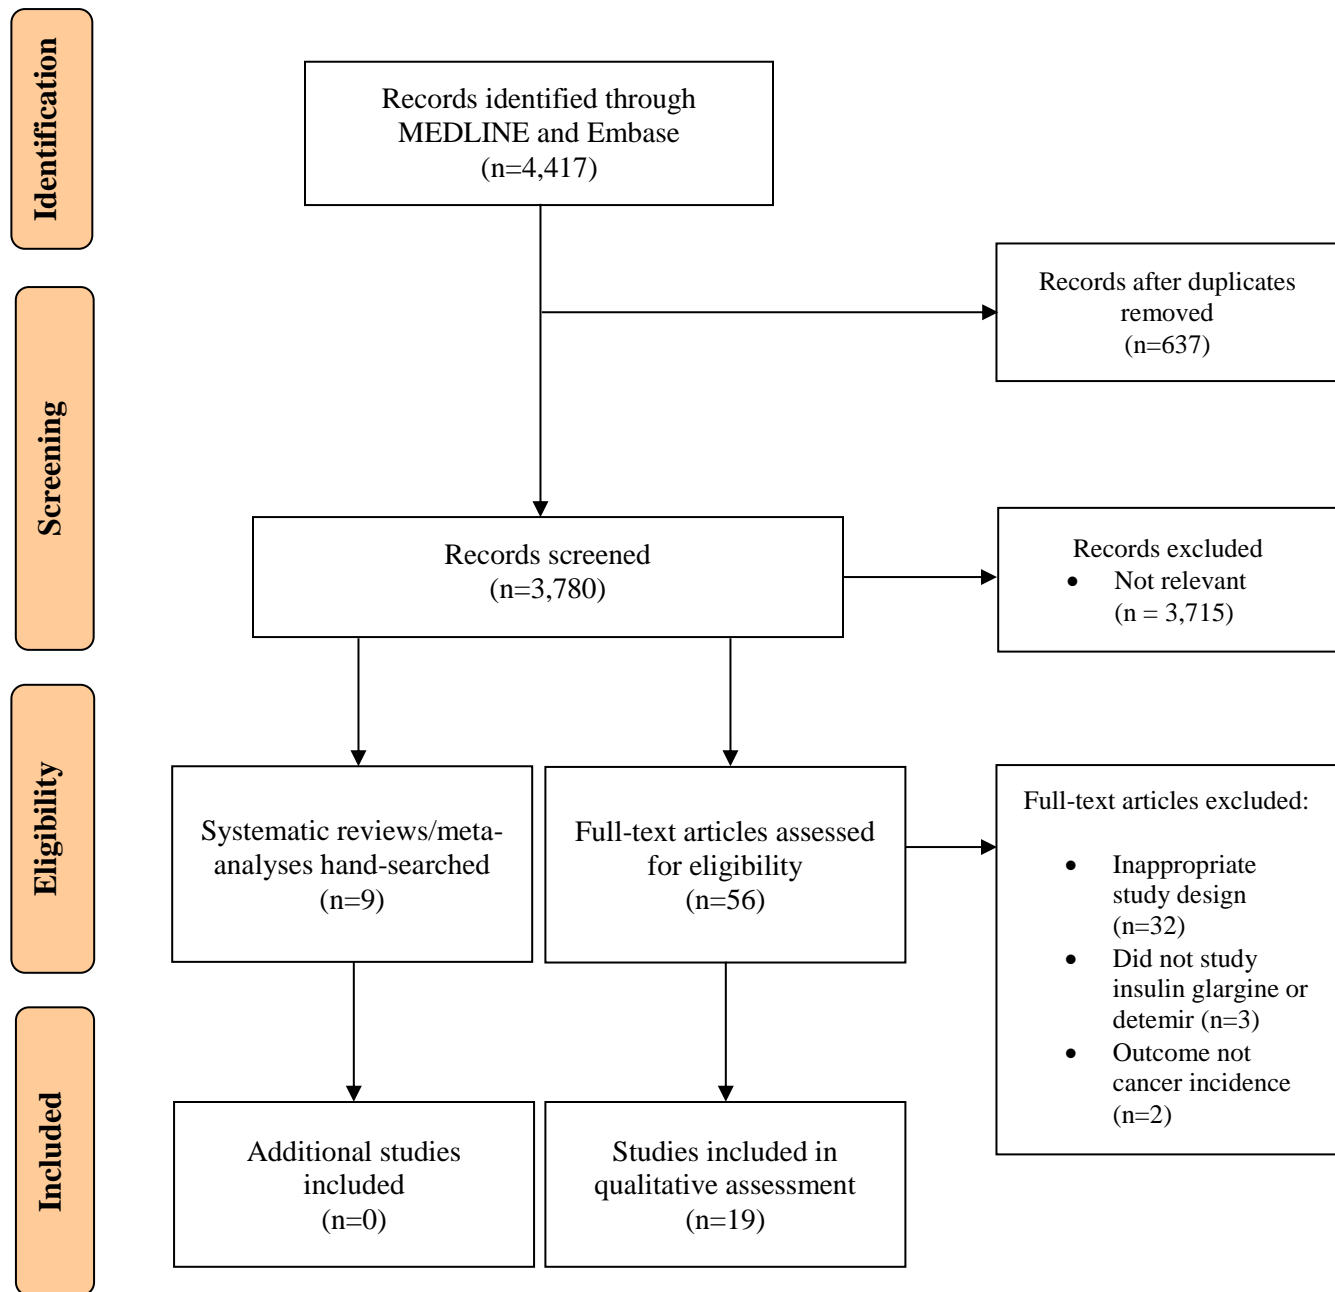 Identification
Records identified through
MEDLINE and Embase
(n=4,417)
Records after duplicates
removed
(n=637)
Screening
Records screened
(n=3,780)
Records excluded
• Not relevant
(n = 3,715)
Eligibility
Systematic reviews/meta-
analyses hand-searched
(n=9)
Full-text articles assessed
for eligibility
(n=56)
Full-text articles excluded:
• Inappropriate
study design
(n=32)
• Did not study
insulin glargine or
detemir (n=3)
• Outcome not
cancer incidence
(n=2)
Included
Additional studies
included
(n=0)
Studies included in
qualitative assessment
(n=19)